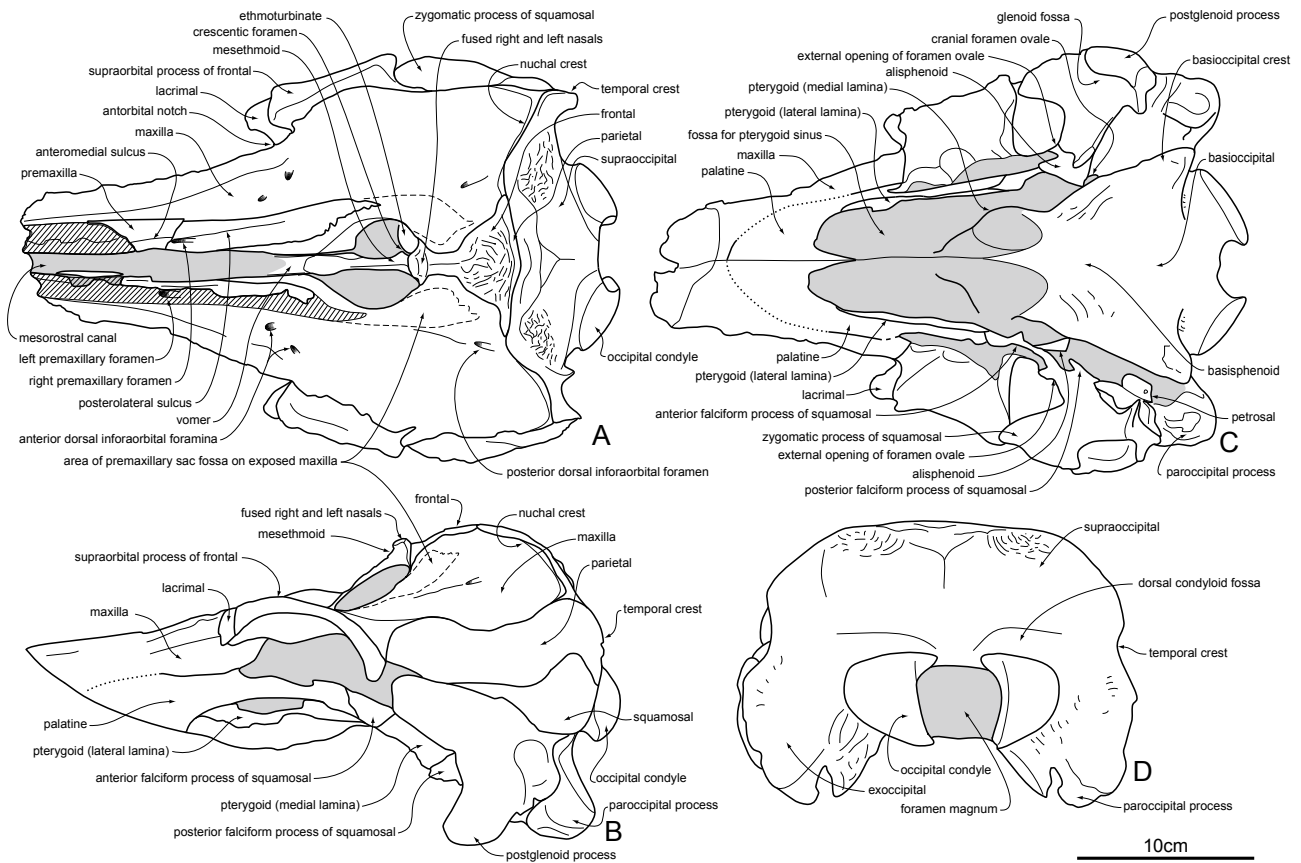 ethmoturbinate
crescentic foramen
mesethmoid
supraorbital process of frontal
lacrimal
antorbital notch
maxilla
anteromedial sulcus
premaxilla
zygomatic process of squamosal
fused right and left nasals
nuchal crest
temporal crest
frontal
parietal
supraoccipital
mesorostral canal
left premaxillary foramen
right premaxillary foramen
posterolateral sulcus
vomer
anterior dorsal inforaorbital foramina
area of premaxillary sac fossa on exposed maxilla
occipital condyle
posterior dorsal inforaorbital foramen
A
glenoid fossa
postglenoid process
cranial foramen ovale
external opening of foramen ovale
alisphenoid
pterygoid (medial lamina)
pterygoid (lateral lamina)
fossa for pterygoid sinus
maxilla
palatine
basioccipital crest
basioccipital
palatine
pterygoid (lateral lamina)
lacrimal
anterior falciform process of squamosal
zygomatic process of squamosal
external opening of foramen ovale
alisphenoid
posterior falciform process of squamosal
basisphenoid
petrosal
paroccipital process
C
frontal
fused right and left nasals
mesethmoid
supraorbital process of frontal
lacrimal
maxilla
nuchal crest
maxilla
parietal
temporal crest
palatine
pterygoid (lateral lamina)
anterior falciform process of squamosal
pterygoid (medial lamina)
posterior falciform process of squamosal
squamosal
occipital condyle
paroccipital process
postglenoid process
B
supraoccipital
dorsal condyloid fossa
temporal crest
occipital condyle
exoccipital
foramen magnum
paroccipital process
D
10cm